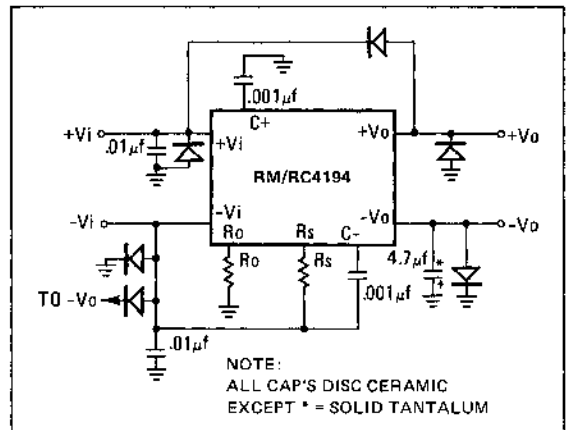 .001µf
C+
+Vi
.01µf
+Vi
+Vo
+Vo
RM/RC4194
-Vi
-Vi
-Vo
-Vo
Ro
Rs
C-
Ro
Rs
4.7µf
*
*
.001µf
TO -Vo
.01µf
NOTE:
ALL CAP'S DISC CERAMIC
EXCEPT * = SOLID TANTALUM